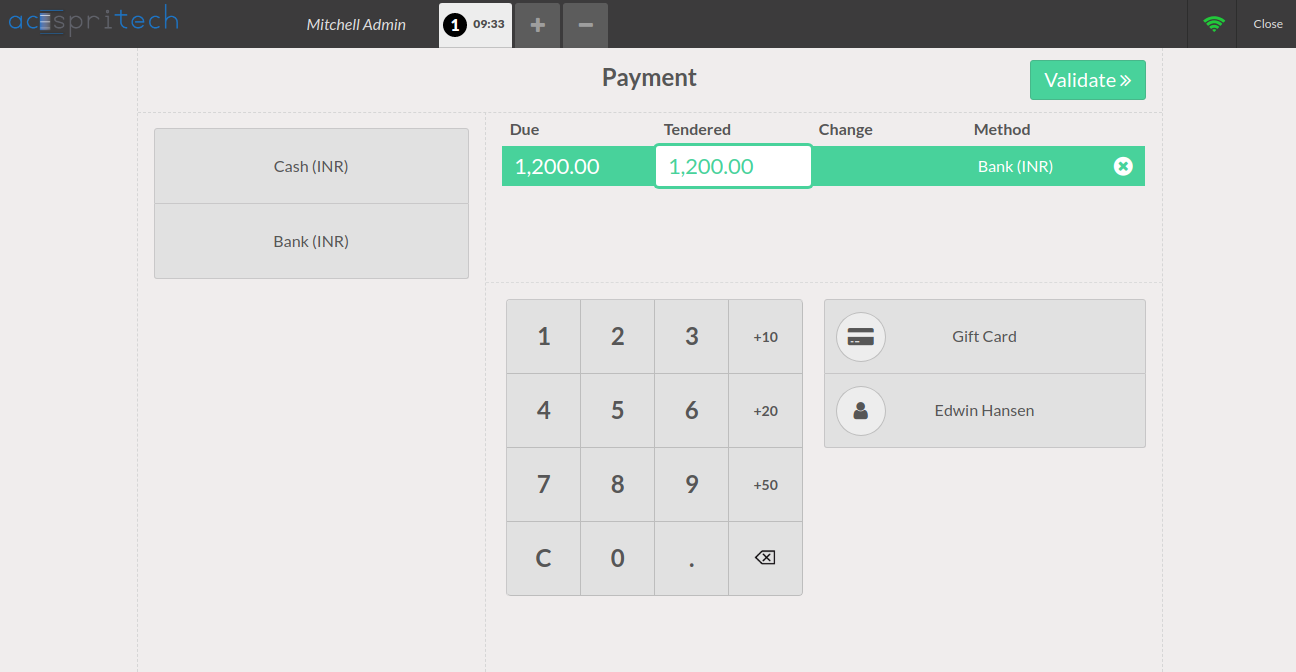 acespritech Mitchell Admin 1 09:33 + − Close
Payment
Validate »
Due Tendered Change Method
1,200.00 1,200.00 Bank (INR)
Cash (INR)
Bank (INR)
1 2 3 +10
4 5 6 +20
7 8 9 +50
C 0 .
Gift Card
Edwin Hansen